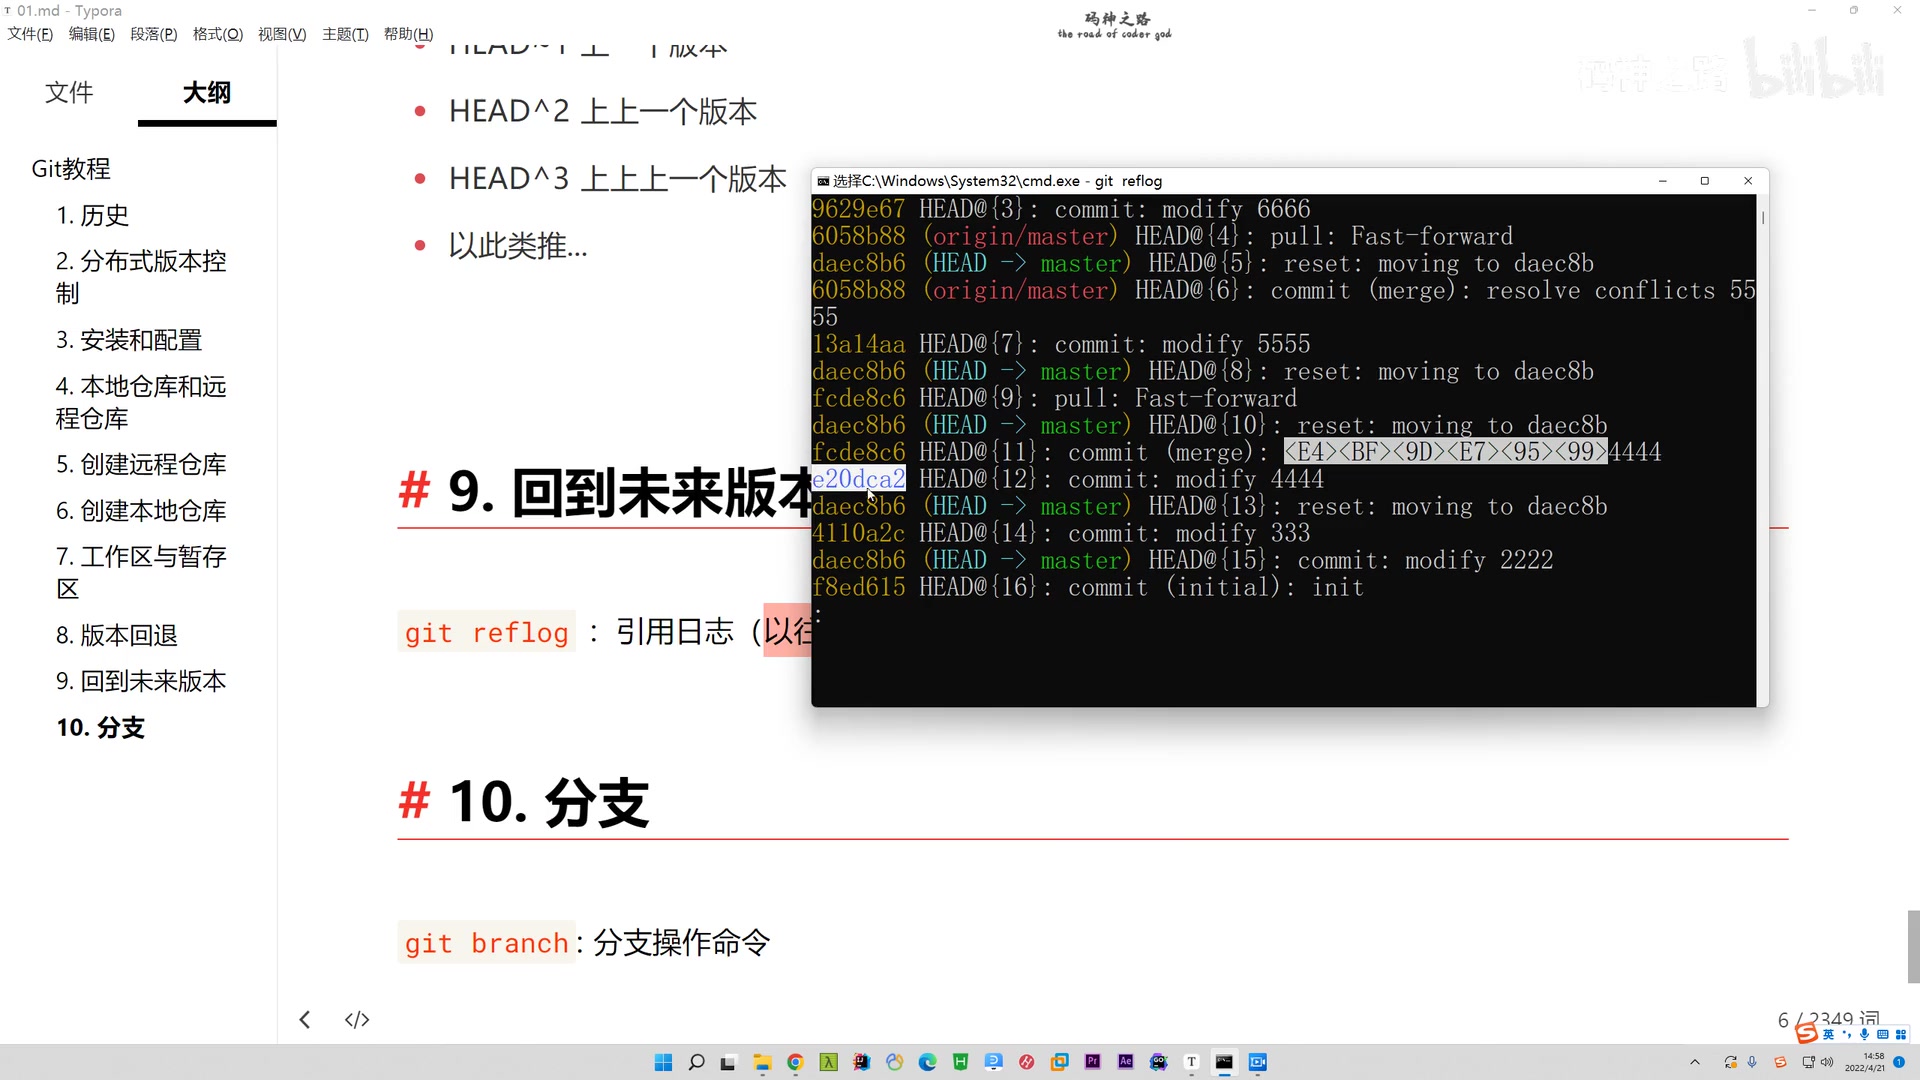 01.md - Typora
文件(F) 编辑(E) 段落(P) 格式(O) 视图(V) 主题(T) 帮助(H)
码神之路
the road of coder god
码神之路 bilibili
文件 大纲
Git教程
1. 历史
2. 分布式版本控
制
3. 安装和配置
4. 本地仓库和远
程仓库
5. 创建远程仓库
6. 创建本地仓库
7. 工作区与暂存
区
8. 版本回退
9. 回到未来版本
10. 分支
HEAD^2 上上一个版本
HEAD^3 上上上一个版本
以此类推...
# 9. 回到未来版本
git reflog : 引用日志（以往
# 10. 分支
git branch: 分支操作命令
选择C:\Windows\System32\cmd.exe - git reflog
9629e67 HEAD@{3}: commit: modify 6666
6058b88 (origin/master) HEAD@{4}: pull: Fast-forward
daec8b6 (HEAD -> master) HEAD@{5}: reset: moving to daec8b
6058b88 (origin/master) HEAD@{6}: commit (merge): resolve conflicts 55
55
13a14aa HEAD@{7}: commit: modify 5555
daec8b6 (HEAD -> master) HEAD@{8}: reset: moving to daec8b
fcde8c6 HEAD@{9}: pull: Fast-forward
daec8b6 (HEAD -> master) HEAD@{10}: reset: moving to daec8b
fcde8c6 HEAD@{11}: commit (merge): <E4><BF><9D><E7><95><99>4444
e20dca2 HEAD@{12}: commit: modify 4444
daec8b6 (HEAD -> master) HEAD@{13}: reset: moving to daec8b
4110a2c HEAD@{14}: commit: modify 333
daec8b6 (HEAD -> master) HEAD@{15}: commit: modify 2222
f8ed615 HEAD@{16}: commit (initial): init
:
6 / 2349 词
英
14:58
2022/4/21